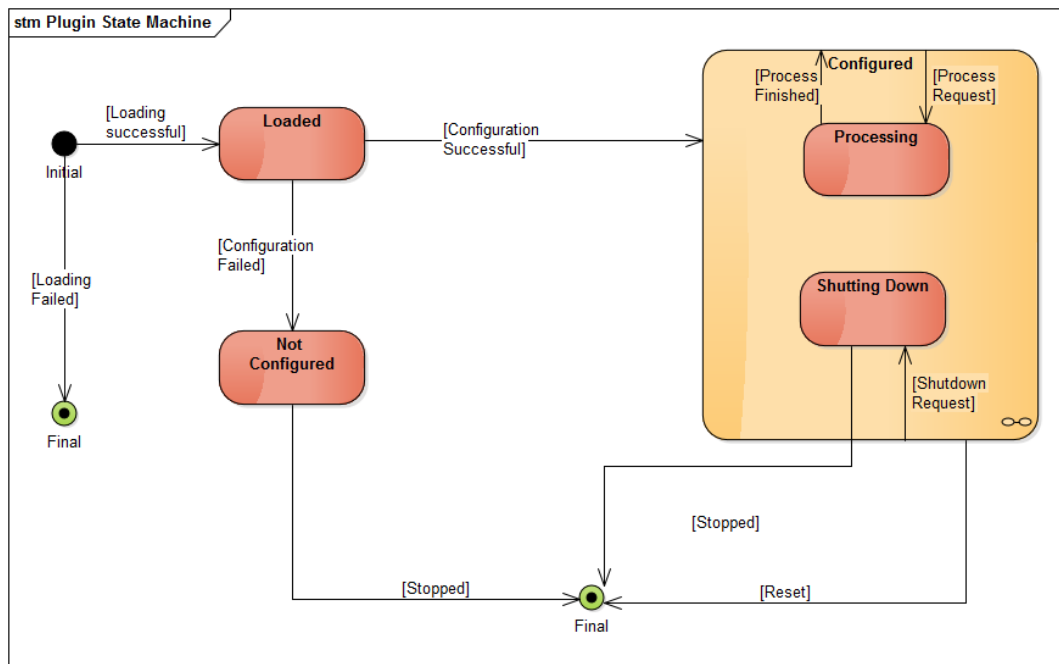 stm Plugin State Machine
Configured
[Process
Finished]
[Process
Request]
[Loading
successful]
Loaded
[Configuration
Successful]
Processing
Initial
[Configuration
Failed]
[Loading
Failed]
Shutting Down
Not
Configured
[Shutdown
Request]
Final
[Stopped]
[Stopped]
[Reset]
Final